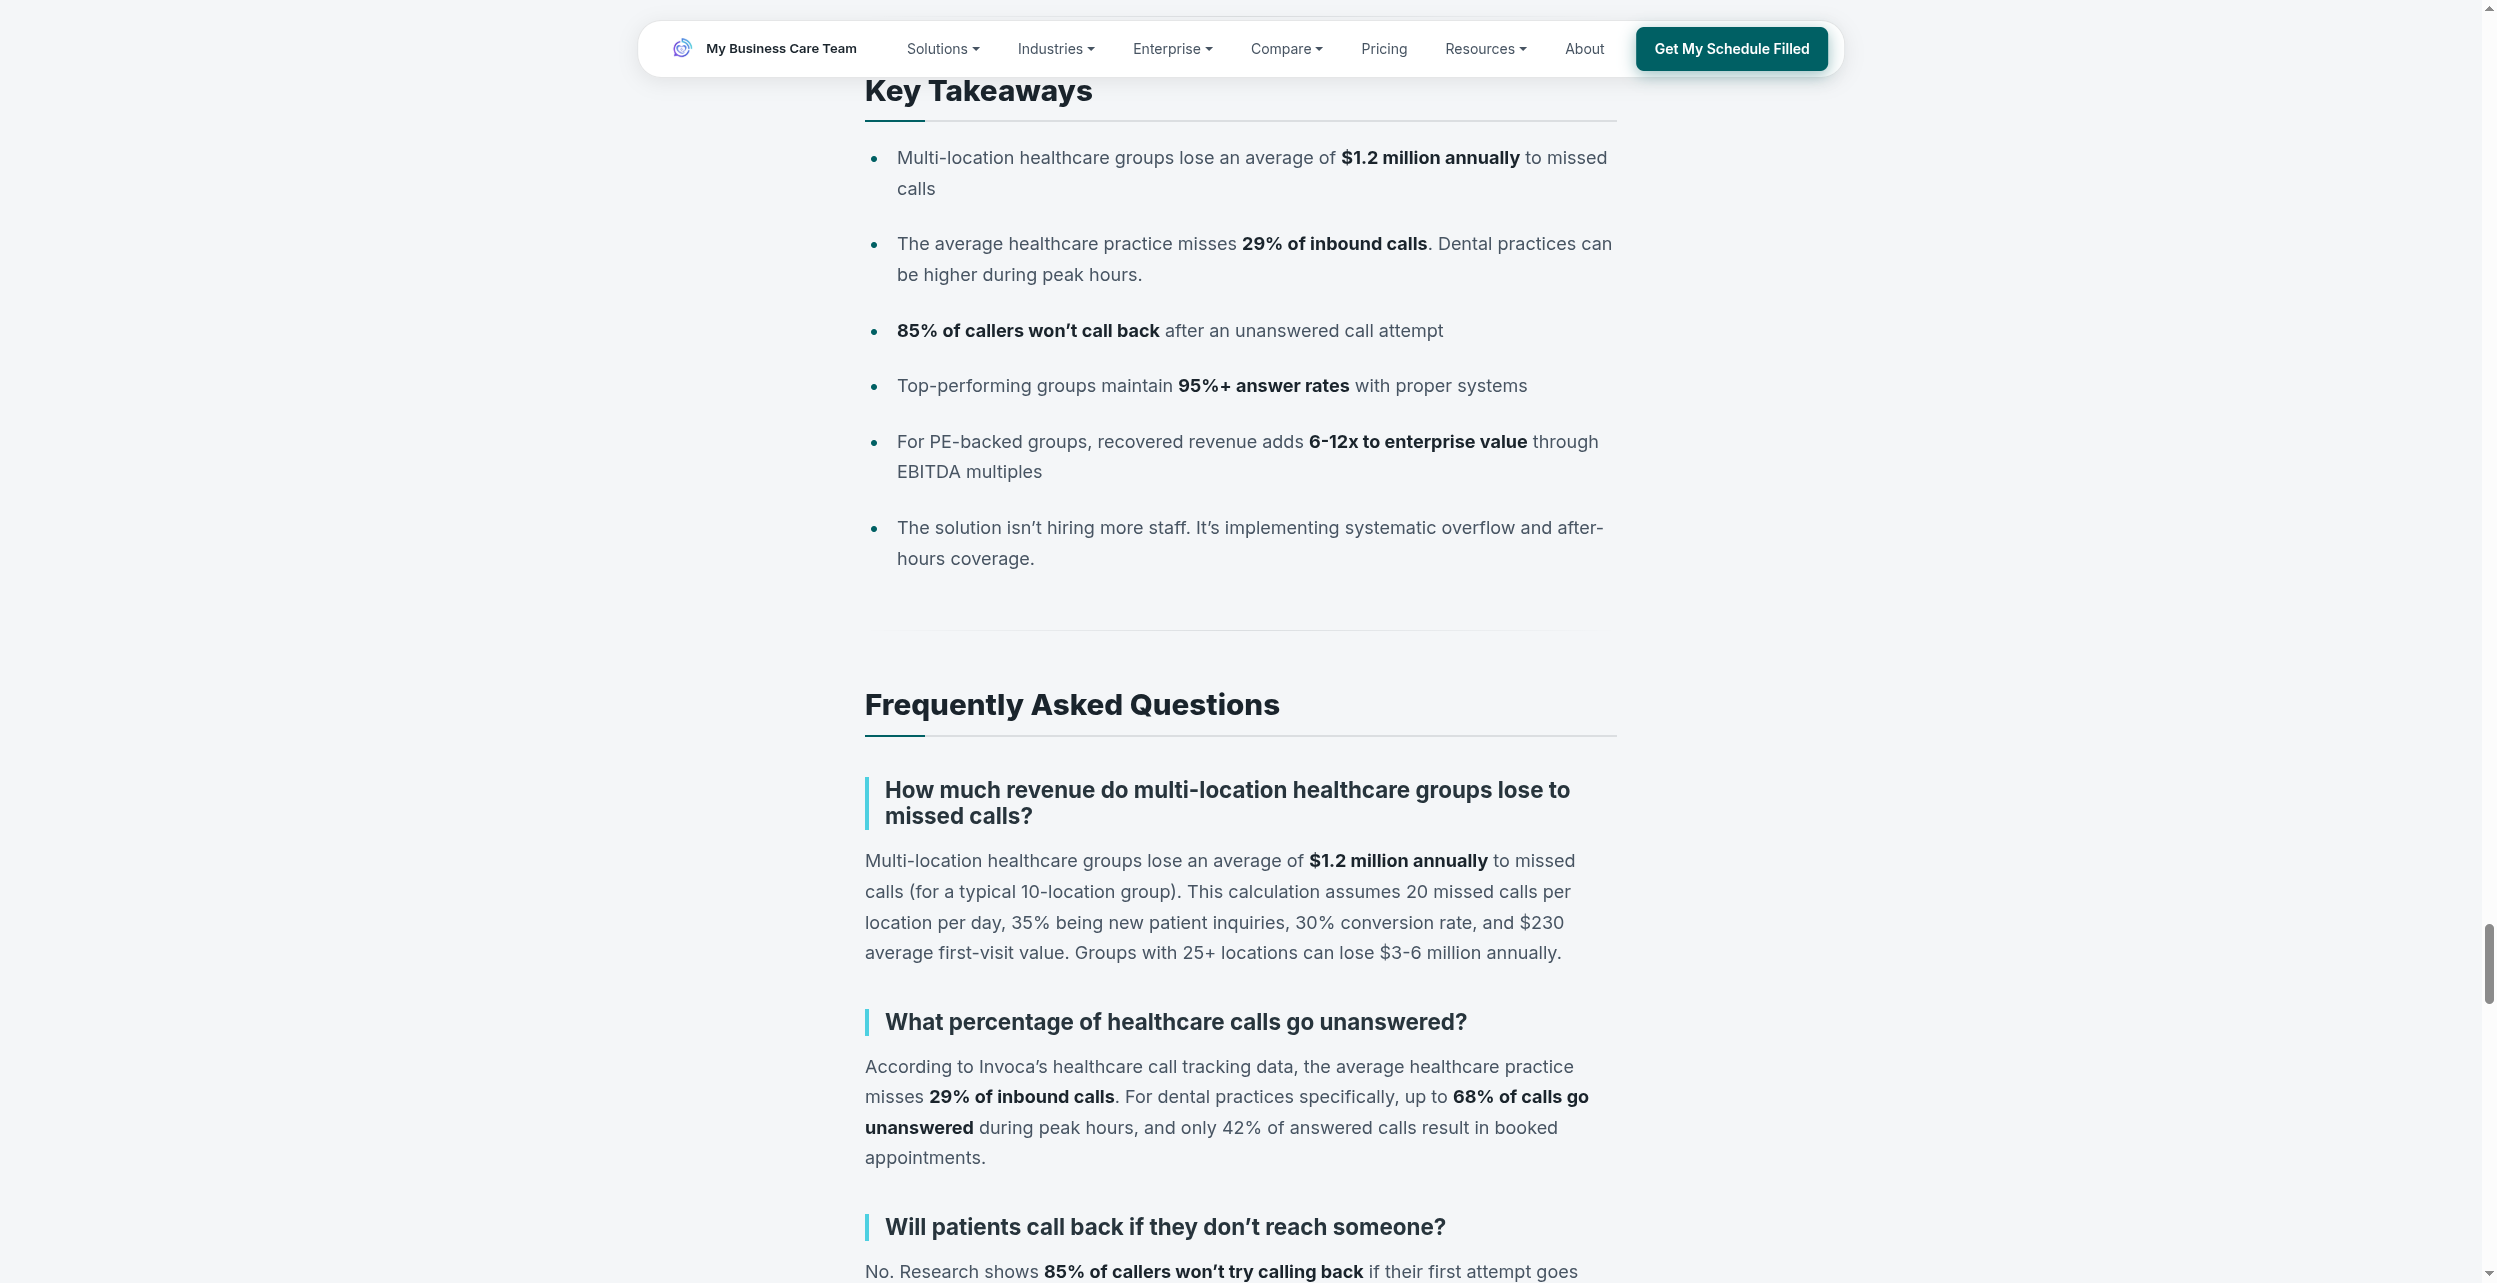 My Business Care Team
Solutions
Industries
Enterprise
Compare
Pricing
Resources
About
Get My Schedule Filled
Key Takeaways
Multi-location healthcare groups lose an average of $1.2 million annually to missed
calls
The average healthcare practice misses 29% of inbound calls. Dental practices can
be higher during peak hours.
85% of callers won’t call back after an unanswered call attempt
Top-performing groups maintain 95%+ answer rates with proper systems
For PE-backed groups, recovered revenue adds 6-12x to enterprise value through
EBITDA multiples
The solution isn’t hiring more staff. It’s implementing systematic overflow and after-
hours coverage.
Frequently Asked Questions
How much revenue do multi-location healthcare groups lose to
missed calls?
Multi-location healthcare groups lose an average of $1.2 million annually to missed
calls (for a typical 10-location group). This calculation assumes 20 missed calls per
location per day, 35% being new patient inquiries, 30% conversion rate, and $230
average first-visit value. Groups with 25+ locations can lose $3-6 million annually.
What percentage of healthcare calls go unanswered?
According to Invoca’s healthcare call tracking data, the average healthcare practice
misses 29% of inbound calls. For dental practices specifically, up to 68% of calls go
unanswered during peak hours, and only 42% of answered calls result in booked
appointments.
Will patients call back if they don’t reach someone?
No. Research shows 85% of callers won’t try calling back if their first attempt goes